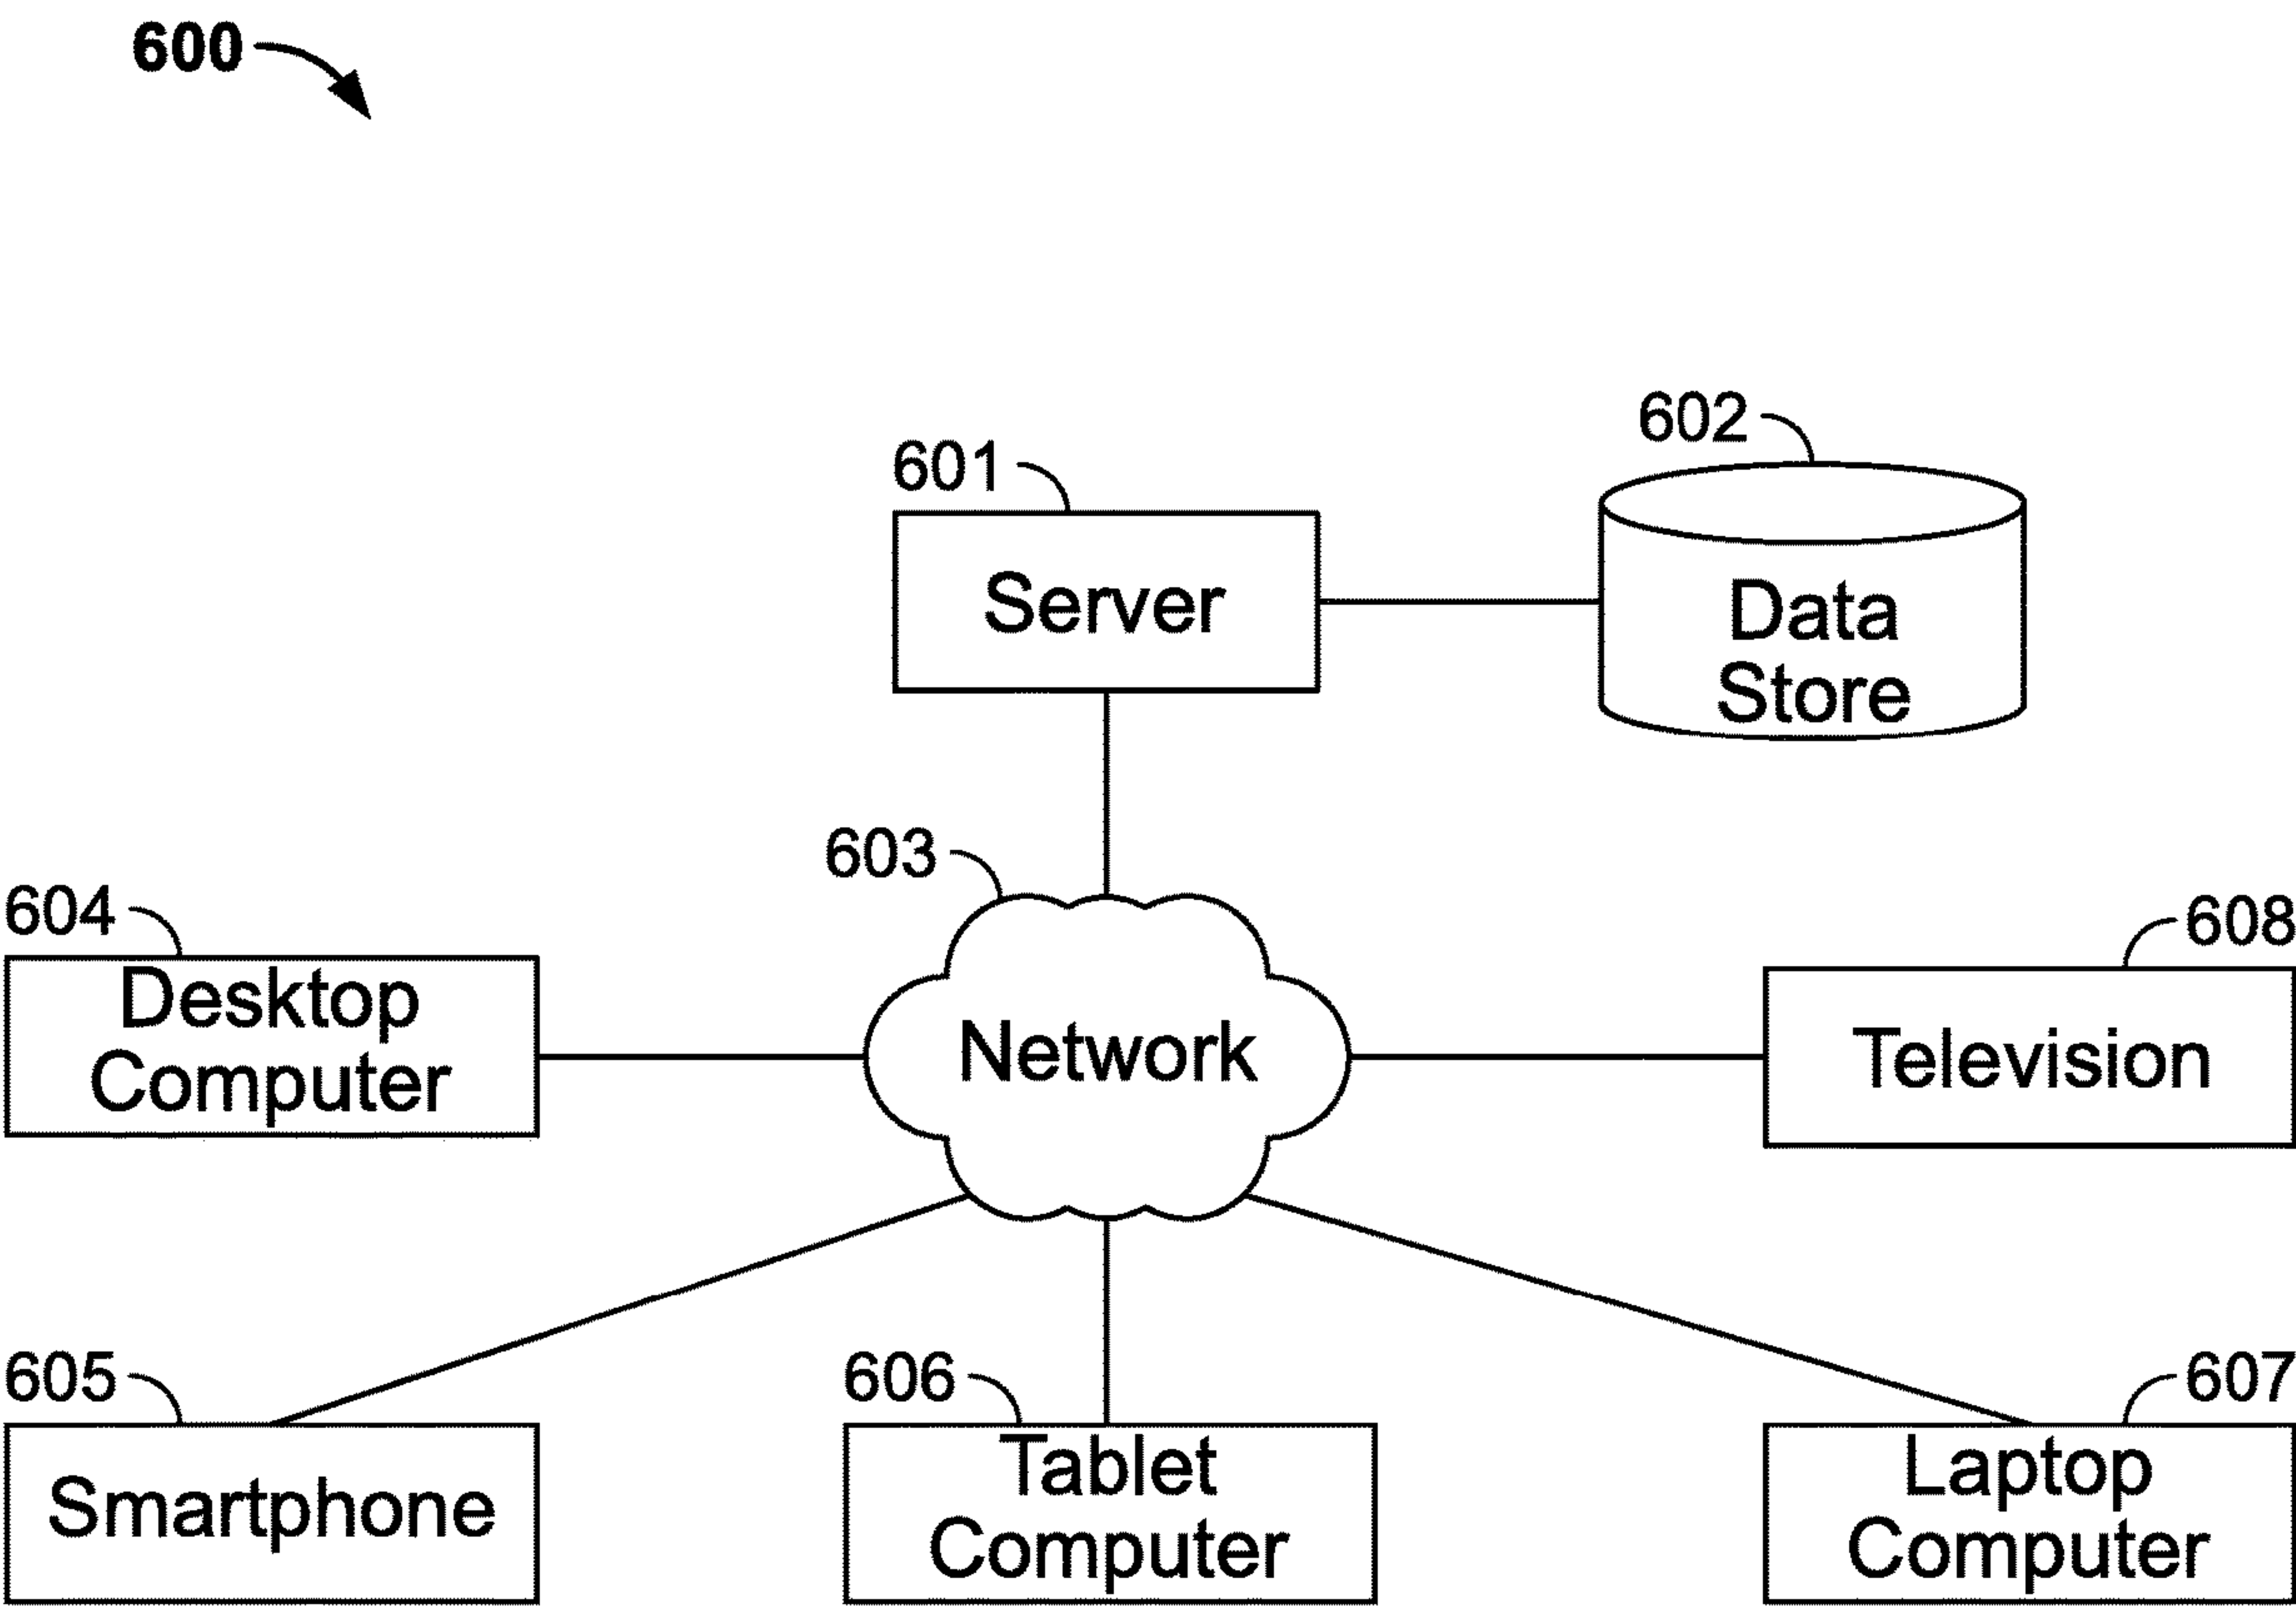 600
602
601
Server
Data
Store
603
604
608
Desktop
Computer
Network
Television
605
606
607
Smartphone
Tablet
Computer
Laptop
Computer